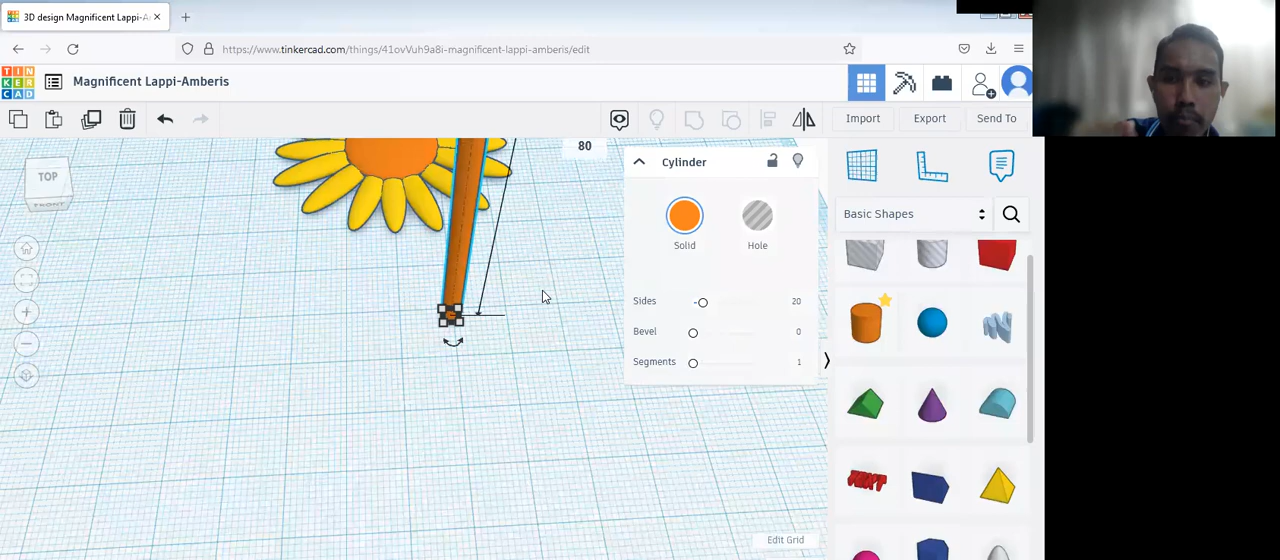 3D design Magnificent Lappi-A
https://www.tinkercad.com/things/41ovVuh9a8i-magnificent-lappi-amberis/edit
TIN
KER
CAD
Magnificent Lappi-Amberis
Import
Export
Send To
80
TOP
FRONT
Cylinder
Solid
Hole
Sides
20
Bevel
0
Segments
1
Basic Shapes
TEXT
Edit Grid